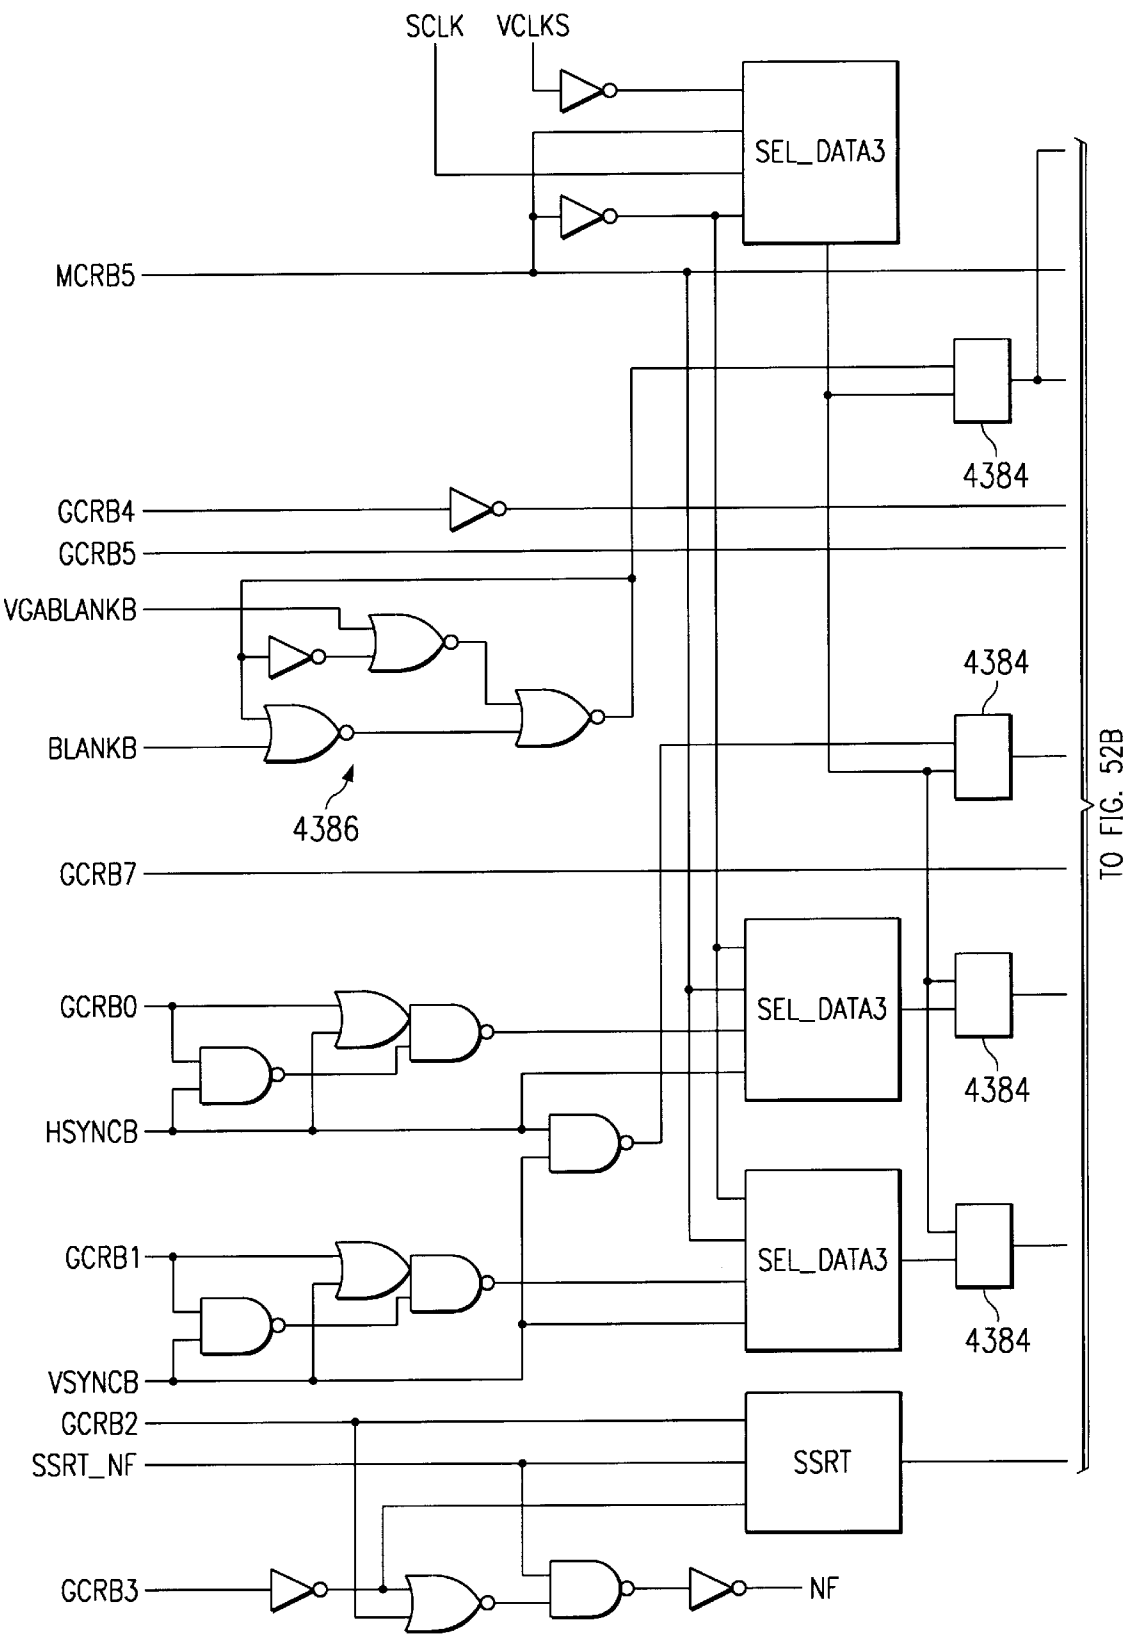 SCLK VCLKS
SEL_DATA3
MCRB5
4384
GCRB4
GCRB5
VGABLANKB
4384
BLANKB
4386
TO FIG. 52B
GCRB7
GCRB0
SEL_DATA3
4384
HSYNCB
GCRB1
SEL_DATA3
4384
VSYNCB
GCRB2
SSRT_NF
SSRT
GCRB3
NF